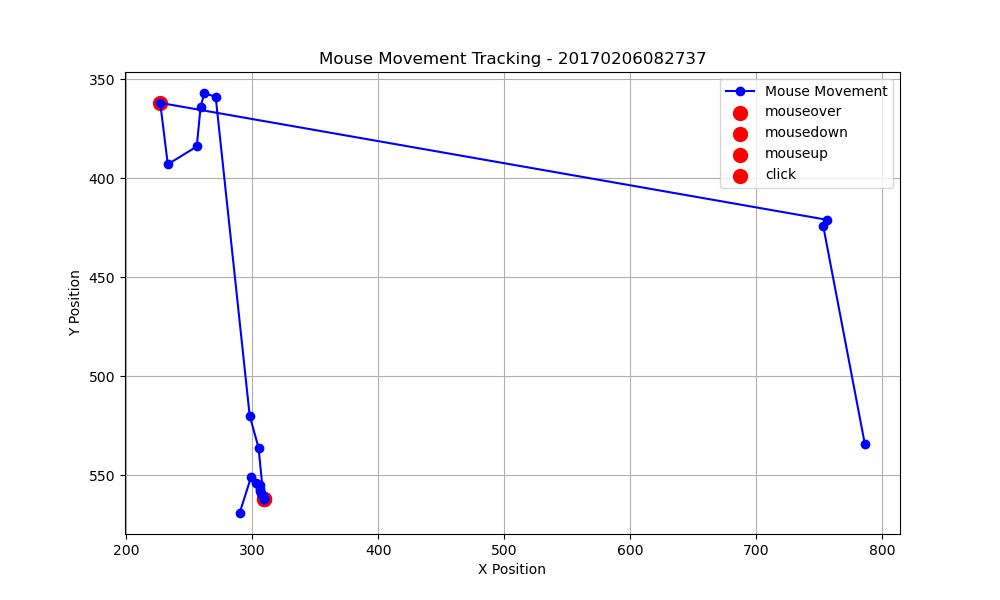 Mouse Movement Tracking - 20170206082737
Mouse Movement
mouseover
mousedown
mouseup
click
350
400
450
500
550
Y Position
200 300 400 500 600 700 800
X Position